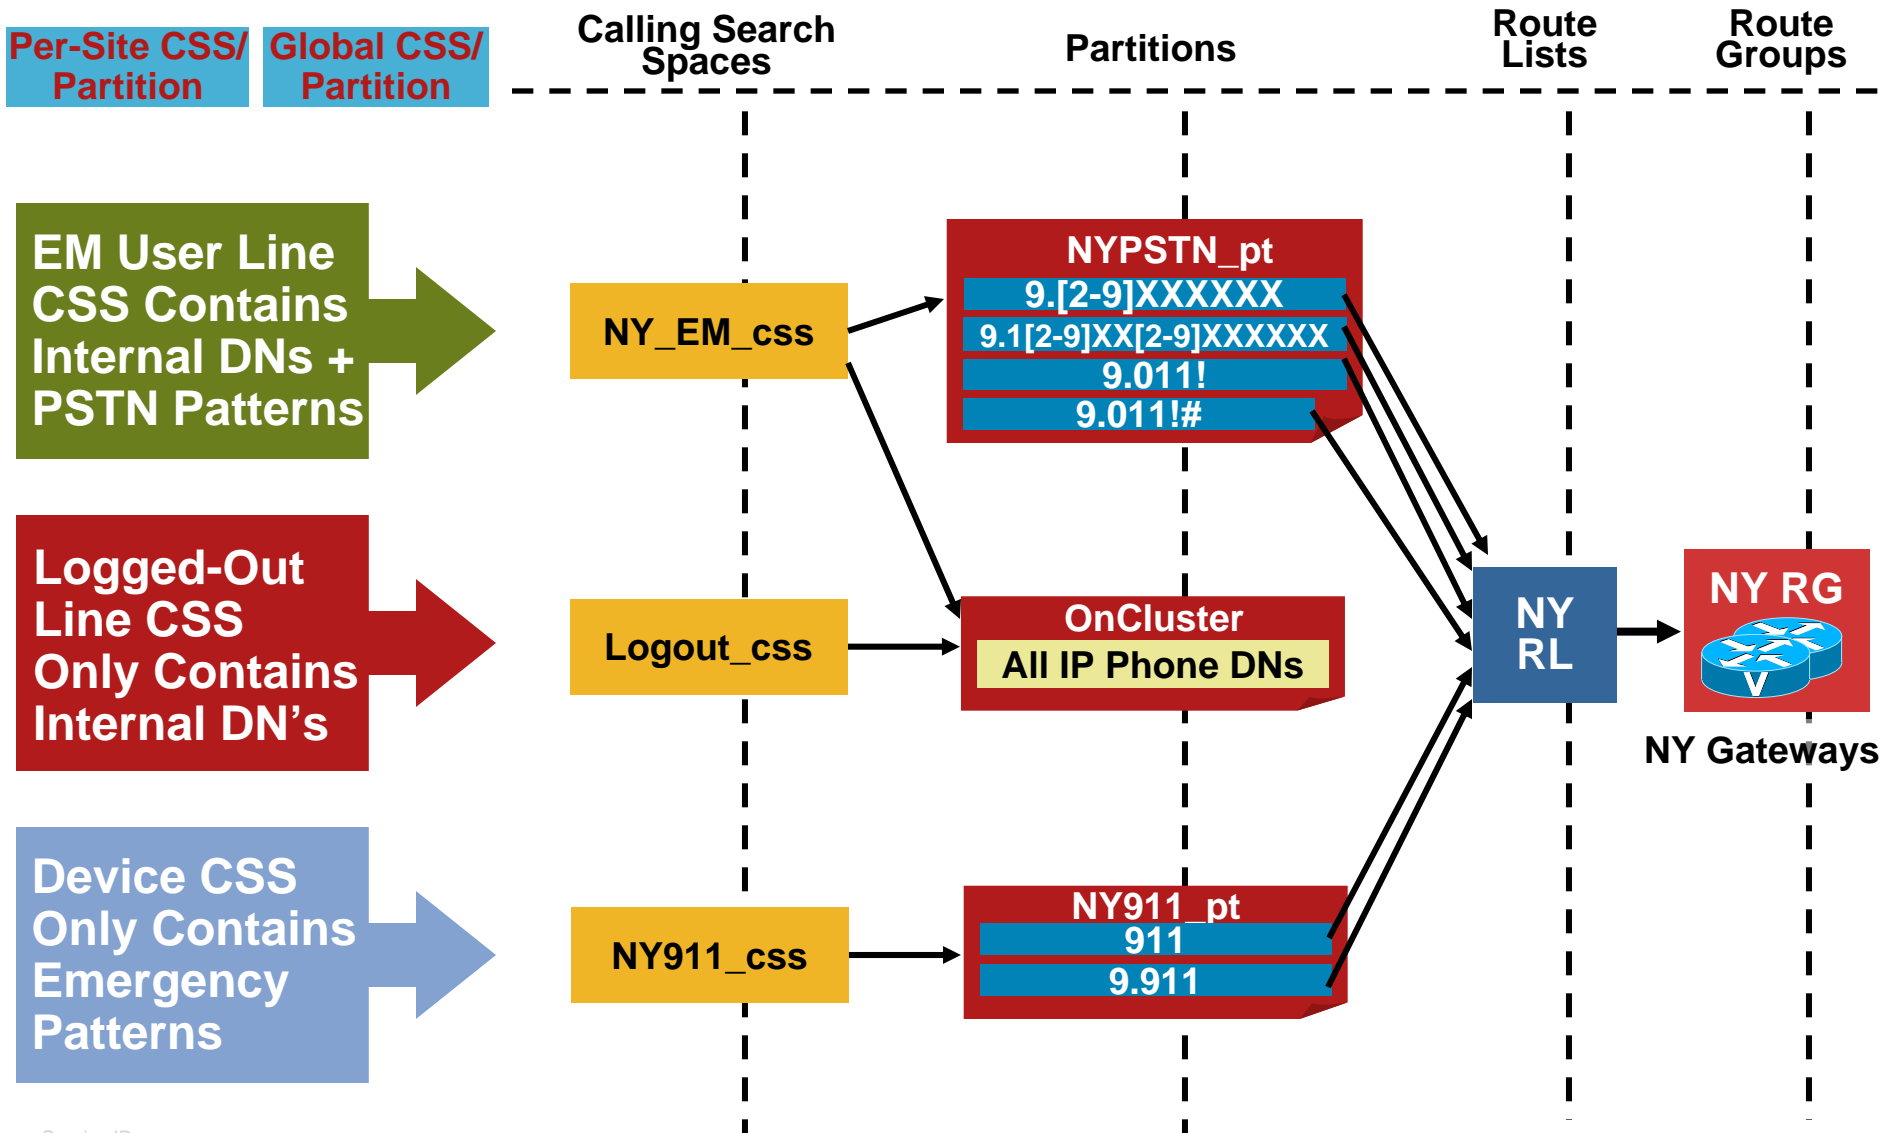 Per-Site CSS/
Partition
Global CSS/
Partition
Calling Search
Spaces
Partitions
Route
Lists
Route
Groups
EM User Line
CSS Contains
Internal DNs +
PSTN Patterns
NY_EM_css
NYPSTN_pt
9.[2-9]XXXXXX
9.1[2-9]XX[2-9]XXXXXX
9.011!
9.011!#
Logged-Out
Line CSS
Only Contains
Internal DN’s
Logout_css
OnCluster
All IP Phone DNs
NY
RL
NY RG
V
NY Gateways
Device CSS
Only Contains
Emergency
Patterns
NY911_css
NY911_pt
911
9.911